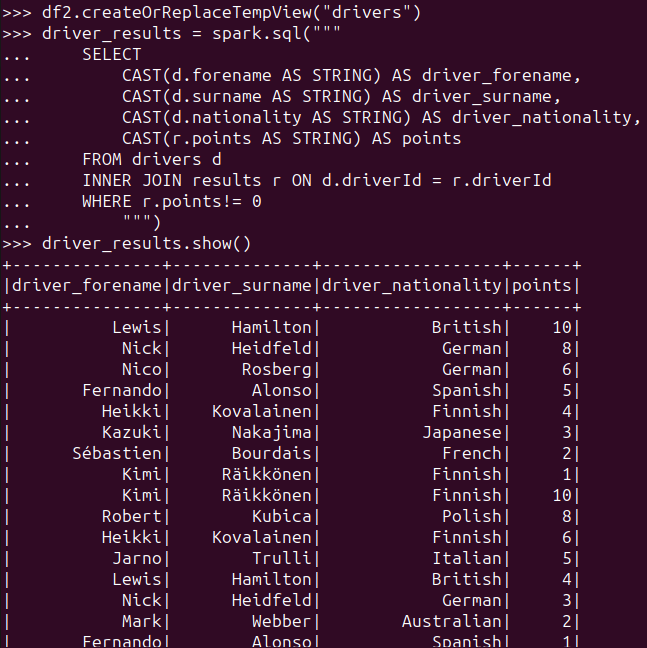 >>> df2.createOrReplaceTempView("drivers")
>>> driver_results = spark.sql("""
...     SELECT
...         CAST(d.forename AS STRING) AS driver_forename,
...         CAST(d.surname AS STRING) AS driver_surname,
...         CAST(d.nationality AS STRING) AS driver_nationality,
...         CAST(r.points AS STRING) AS points
...     FROM drivers d
...     INNER JOIN results r ON d.driverId = r.driverId
...     WHERE r.points!= 0
...         """)
>>> driver_results.show()
+---------------+--------------+------------------+------+
|driver_forename|driver_surname|driver_nationality|points|
+---------------+--------------+------------------+------+
|          Lewis|      Hamilton|           British|    10|
|           Nick|      Heidfeld|            German|     8|
|           Nico|       Rosberg|            German|     6|
|       Fernando|        Alonso|           Spanish|     5|
|         Heikki|    Kovalainen|           Finnish|     4|
|         Kazuki|      Nakajima|          Japanese|     3|
|      Sébastien|      Bourdais|            French|     2|
|           Kimi|     Räikkönen|           Finnish|     1|
|           Kimi|     Räikkönen|           Finnish|    10|
|         Robert|        Kubica|            Polish|     8|
|         Heikki|    Kovalainen|           Finnish|     6|
|          Jarno|        Trulli|           Italian|     5|
|          Lewis|      Hamilton|           British|     4|
|           Nick|      Heidfeld|            German|     3|
|           Mark|        Webber|        Australian|     2|
|       Fernando|        Alonso|           Spanish|     1|